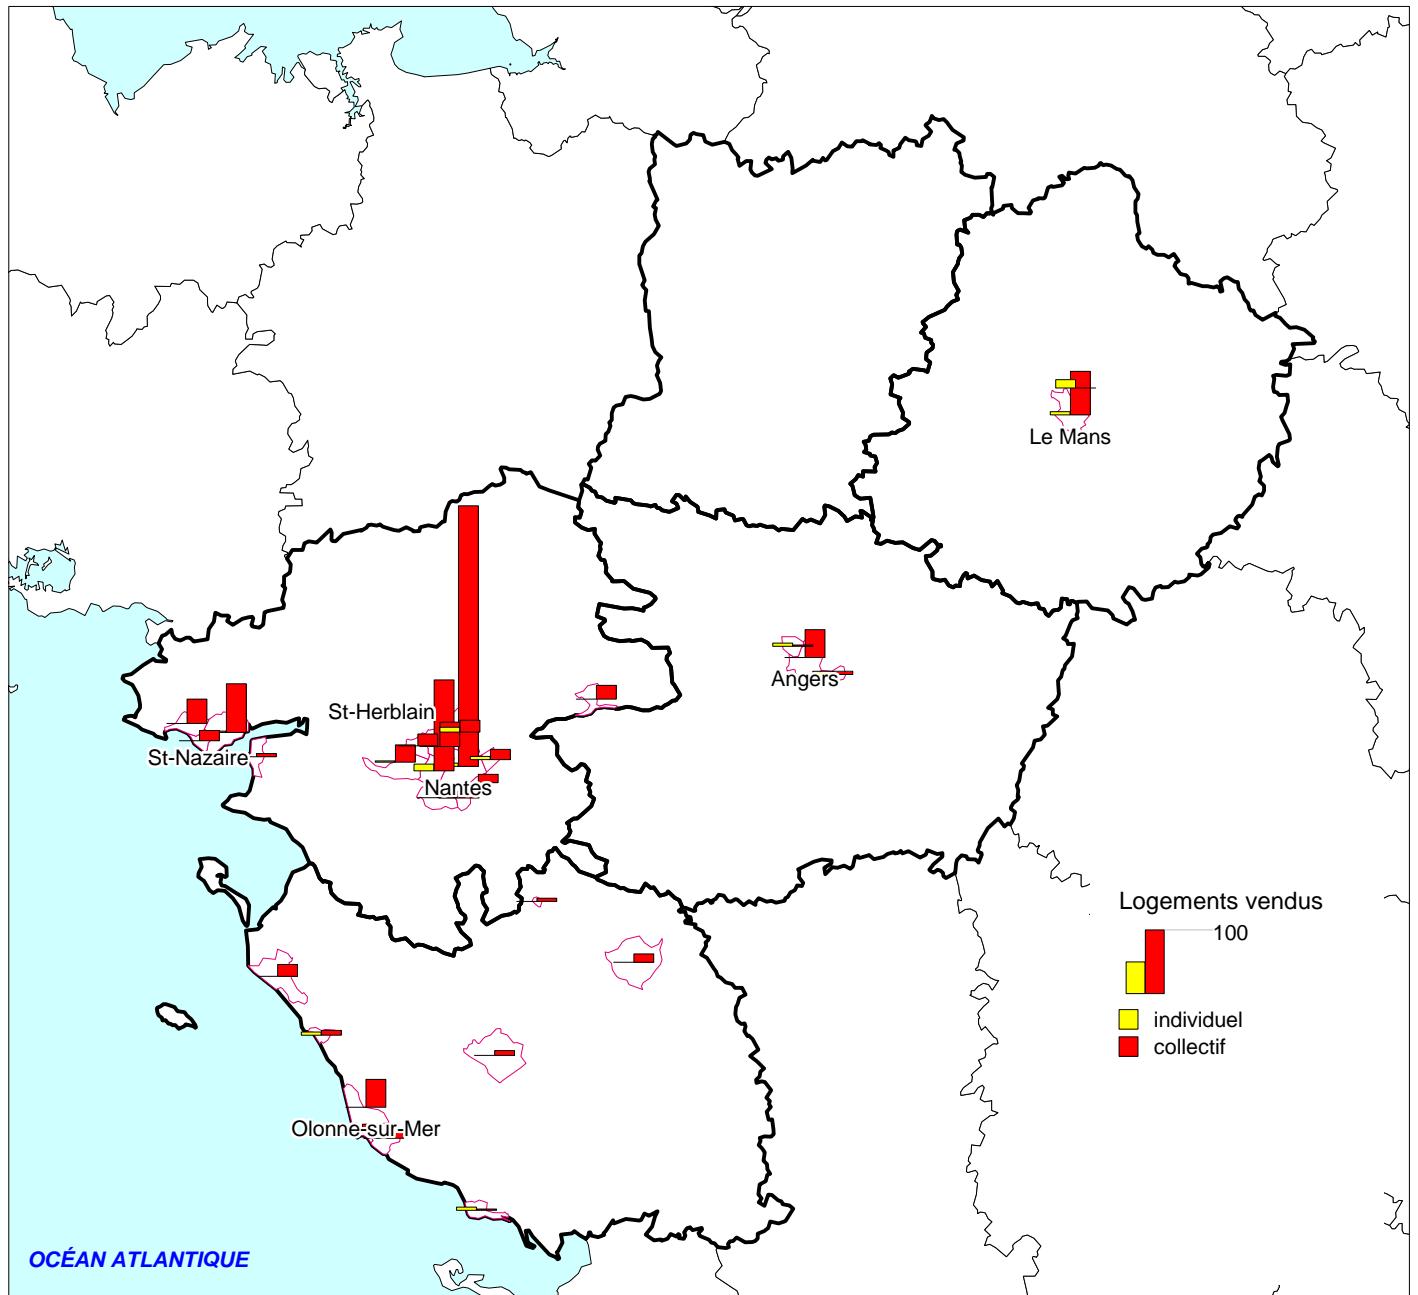 Le Mans
Angers
St-Herblain
St-Nazaire
Nantes
Logements vendus
100
individuel
collectif
Olonne-sur-Mer
OCÉAN ATLANTIQUE